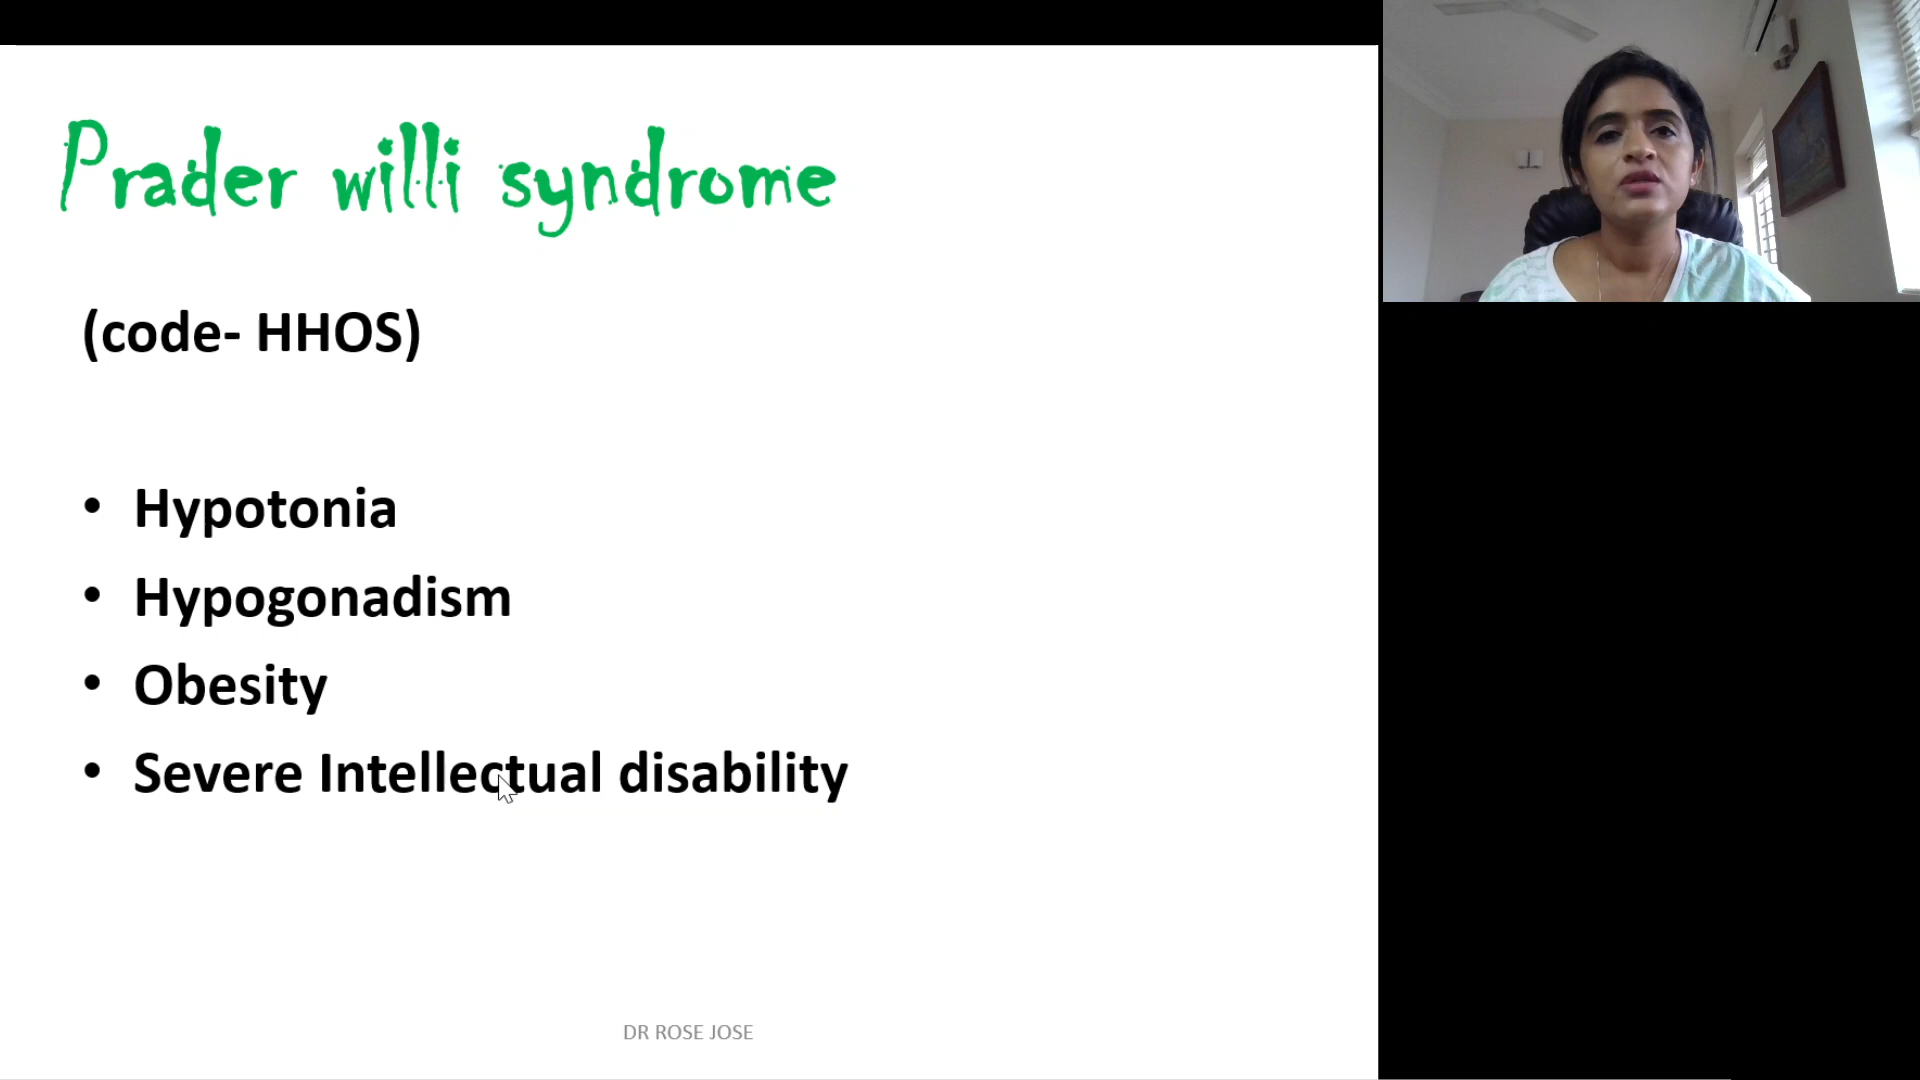 Prader willi syndrome
(code- HHOS)
• Hypotonia
• Hypogonadism
• Obesity
• Severe Intellectual disability
DR ROSE JOSE